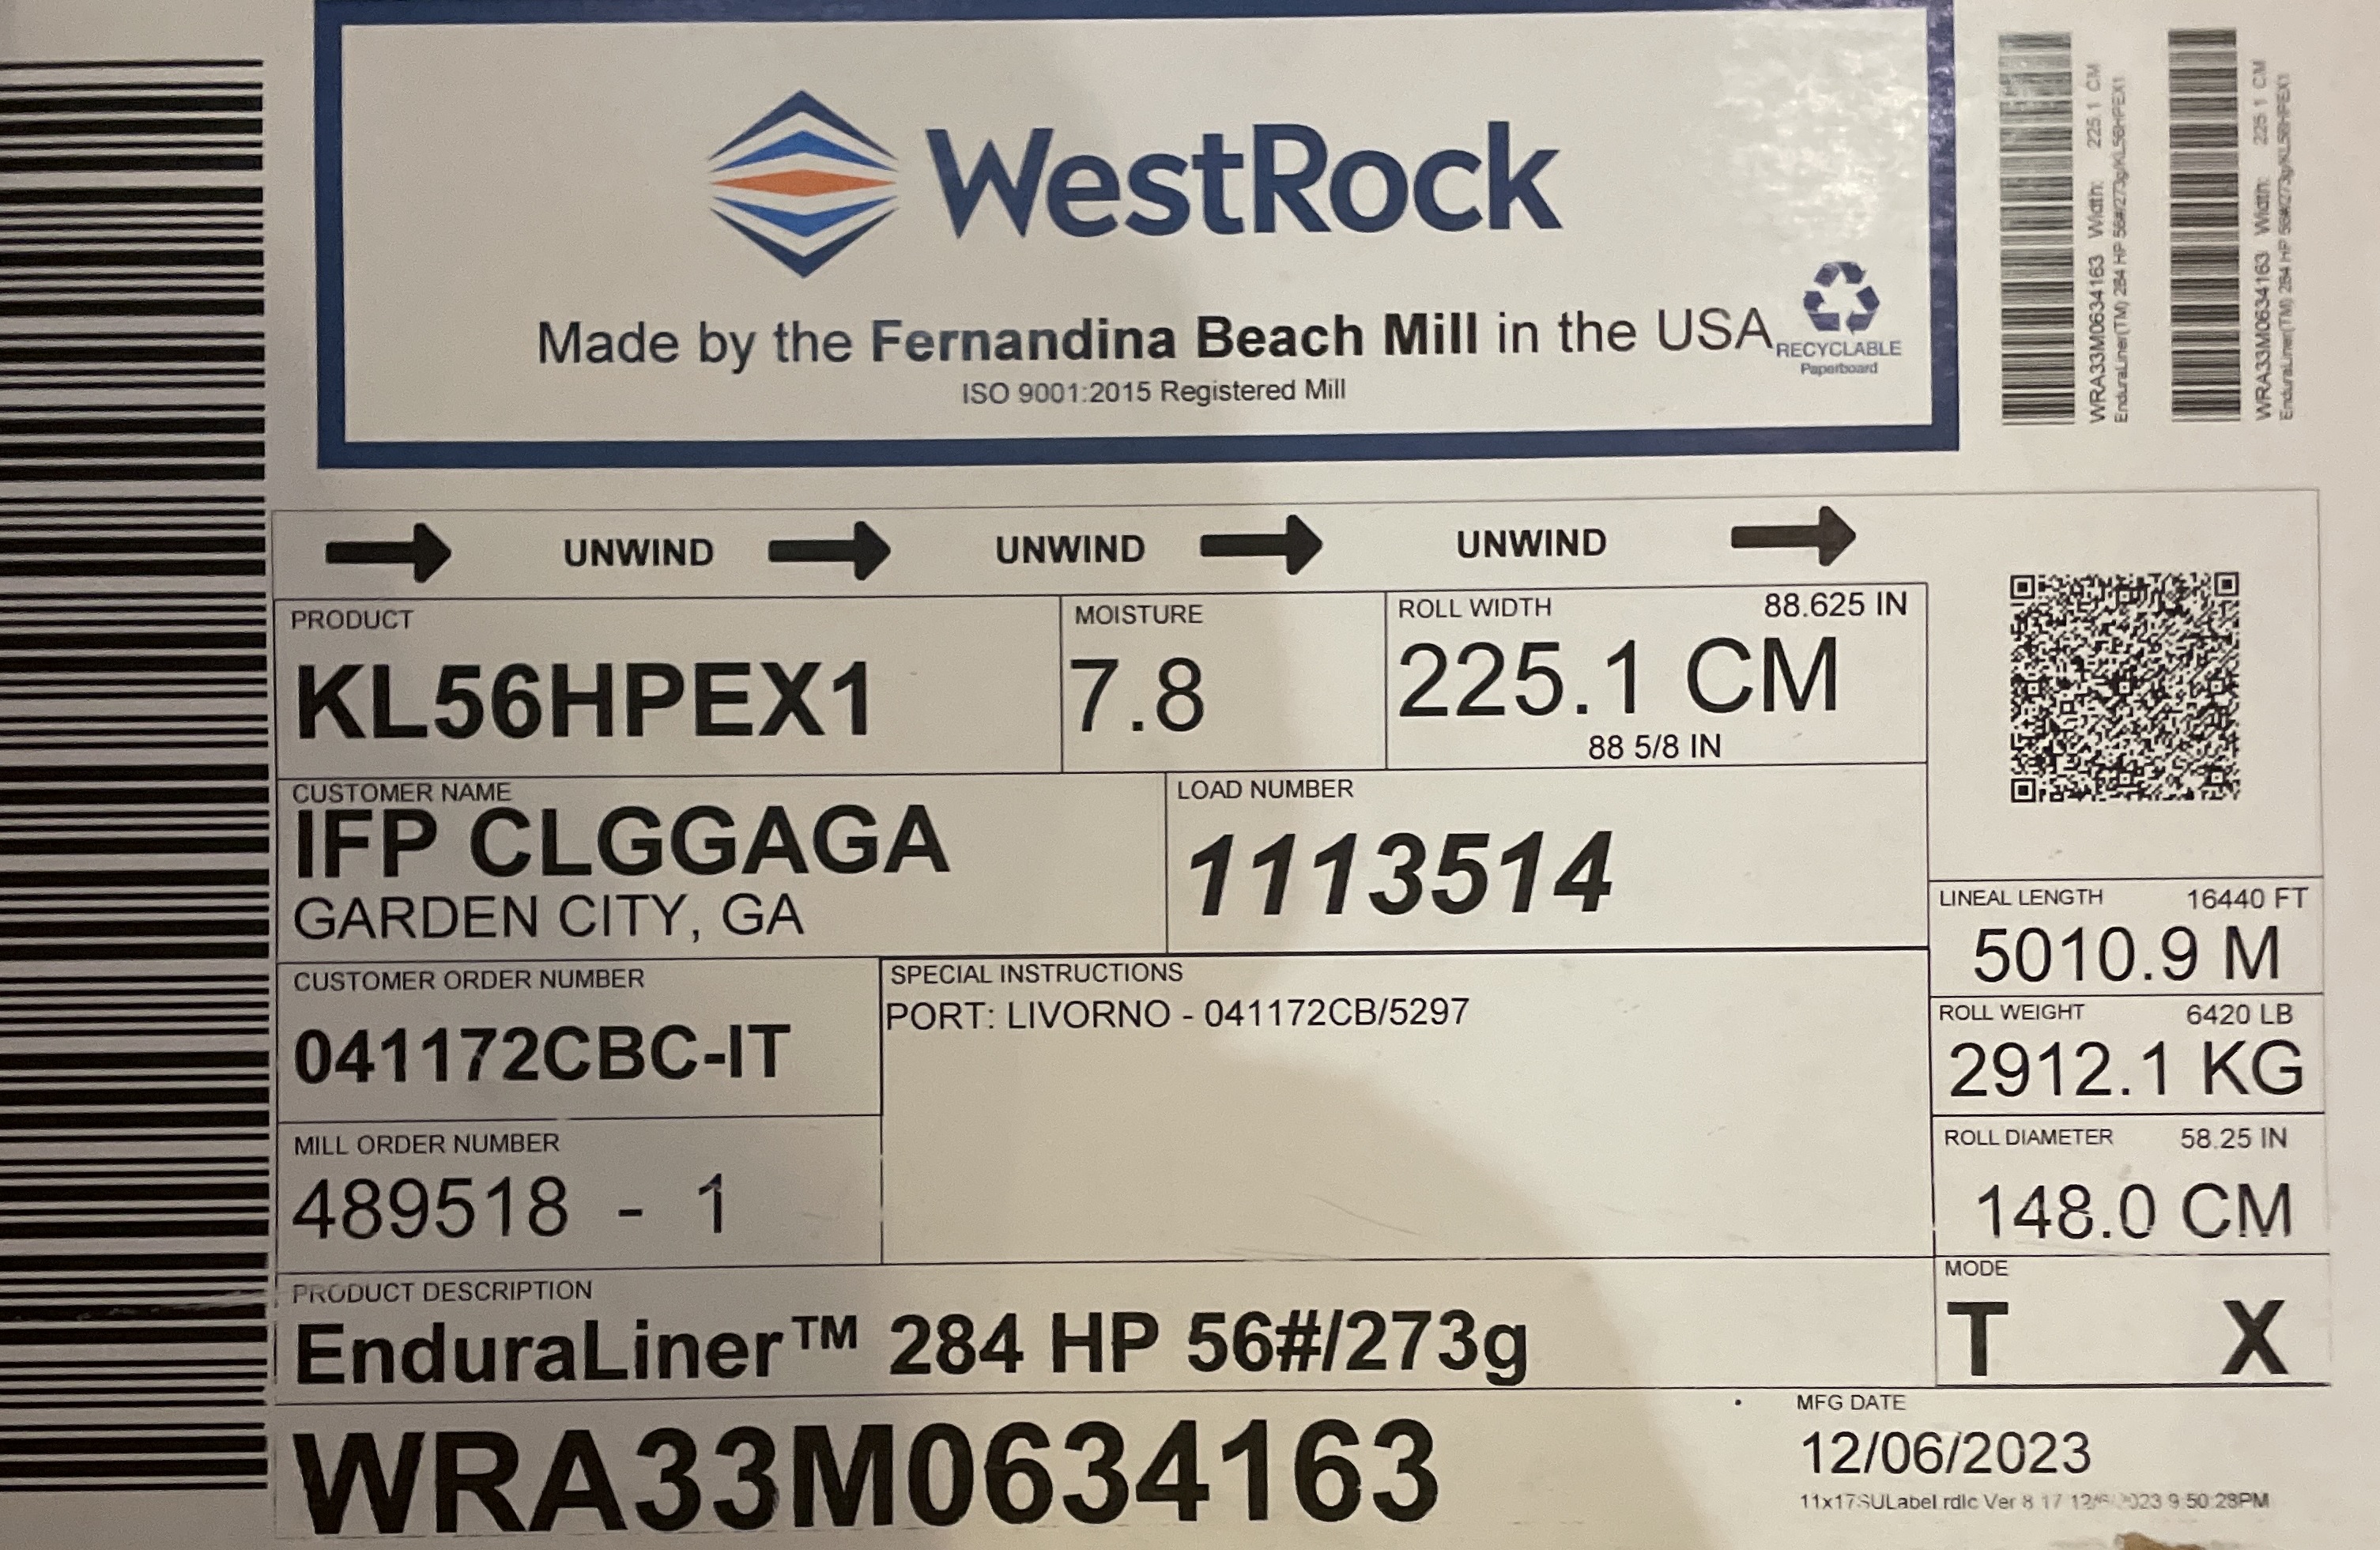 WestRock
Made by the Fernandina Beach Mill in the USA
ISO 9001:2015 Registered Mill
RECYCLABLE
Paperboard
WRA33M0634163 Width: 225.1 CM
EnduraLiner(TM) 284 HP 56#/273g/KL56HPEX1
WRA33M0634163 Width: 225.1 CM
EnduraLiner(TM) 284 HP 56#/273g/KL56HPEX1
UNWIND UNWIND UNWIND
PRODUCT
KL56HPEX1
MOISTURE
7.8
ROLL WIDTH 88.625 IN
225.1 CM
88 5/8 IN
CUSTOMER NAME
IFP CLGGAGA
GARDEN CITY, GA
LOAD NUMBER
1113514
LINEAL LENGTH 16440 FT
5010.9 M
CUSTOMER ORDER NUMBER
041172CBC-IT
SPECIAL INSTRUCTIONS
PORT: LIVORNO - 041172CB/5297
ROLL WEIGHT 6420 LB
2912.1 KG
MILL ORDER NUMBER
489518 - 1
ROLL DIAMETER 58.25 IN
148.0 CM
PRODUCT DESCRIPTION
EnduraLiner™ 284 HP 56#/273g
MODE
T X
WRA33M0634163
MFG DATE
12/06/2023
11x17SULabel.rdlc Ver 8.17 12/6/2023 9:50:28PM